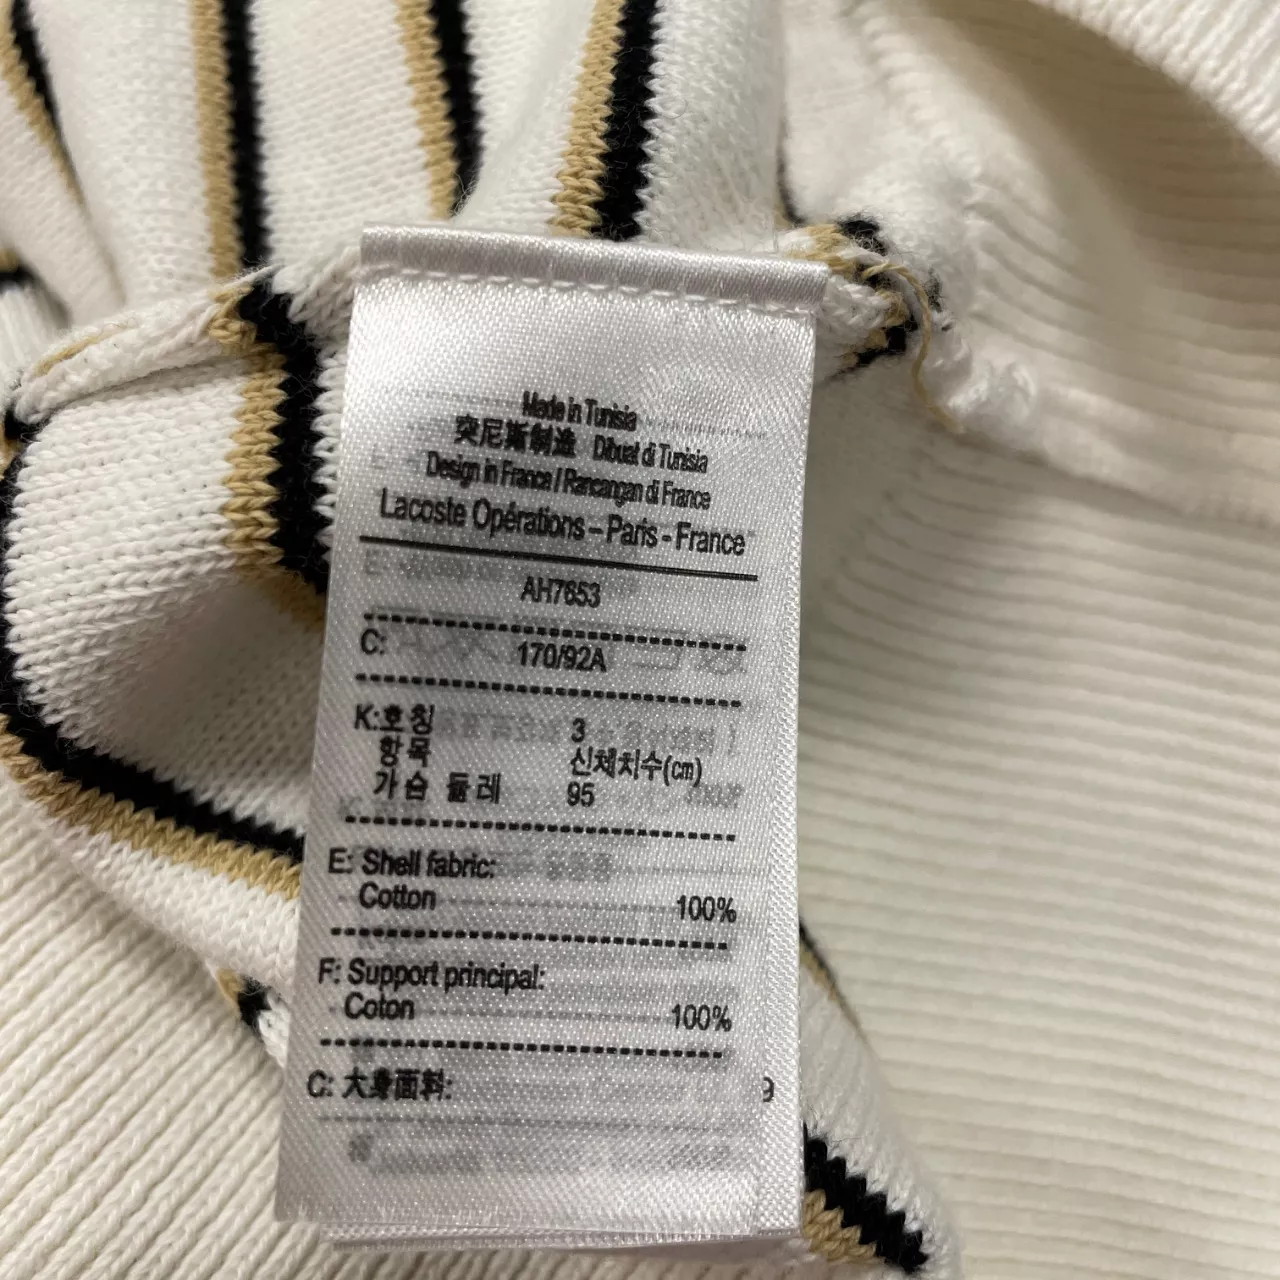 Made in Tunisia
突尼斯制造 Dibuat di Tunisia
Design in France / Rancangan di France
Lacoste Opérations – Paris - France
AH7653
C: 170/92A
K:호칭 3
항목 신체치수(cm)
가슴 둘레 95
E: Shell fabric:
Cotton 100%
F: Support principal:
Coton 100%
C: 大身面料:
9